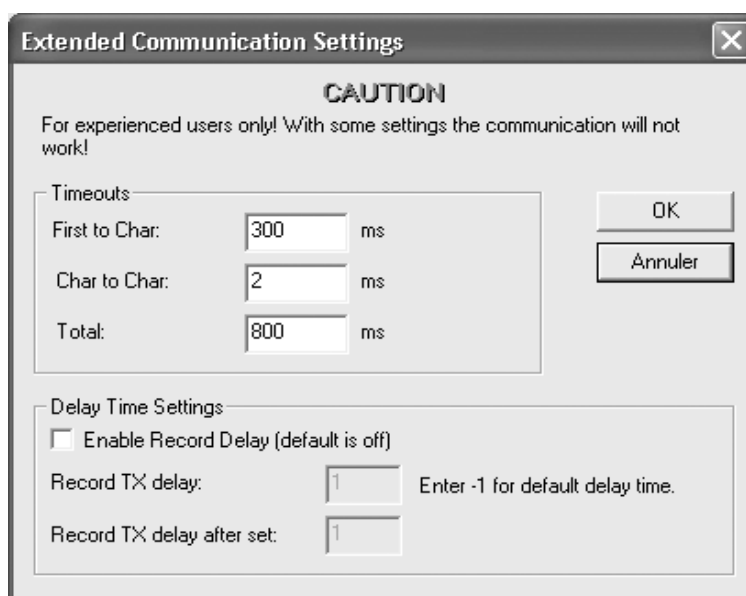 Extended Communication Settings
CAUTION
For experienced users only! With some settings the communication will not
work!
Timeouts
First to Char: 300 ms
OK
Char to Char: 2 ms
Annuler
Total: 800 ms
Delay Time Settings
Enable Record Delay (default is off)
Record TX delay: 1 Enter -1 for default delay time.
Record TX delay after set: 1